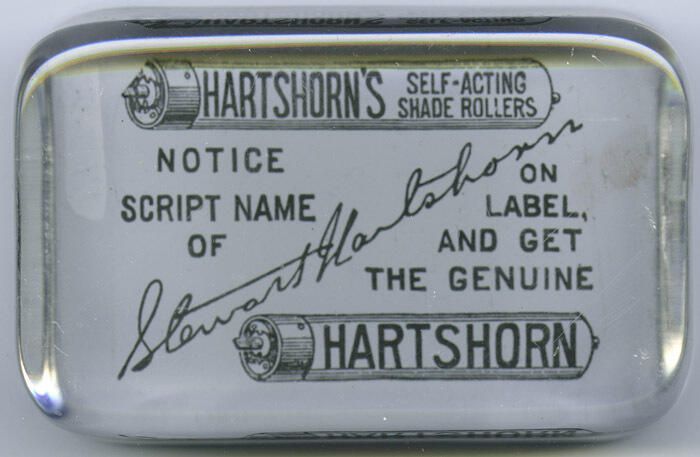 HARTSHORN'S SELF-ACTING SHADE ROLLERS
NOTICE
SCRIPT NAME
OF
Stewart Hartshorn
ON
LABEL,
AND GET
THE GENUINE
HARTSHORN